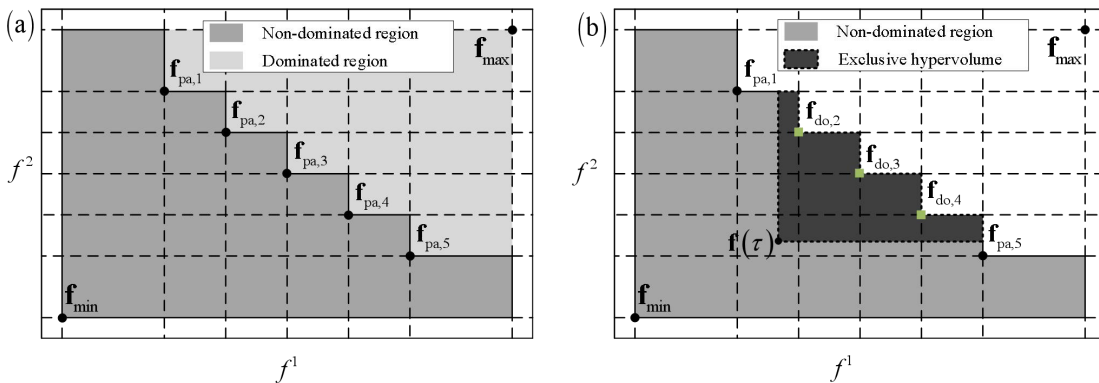 (a)
Non-dominated region
Dominated region
f_max
f_pa,1
f_pa,2
f_pa,3
f_pa,4
f_pa,5
f_min
f^2
f^1
(b)
Non-dominated region
Exclusive hypervolume
f_max
f_pa,1
f_do,2
f_do,3
f_do,4
f_pa,5
f(τ)
f_min
f^2
f^1